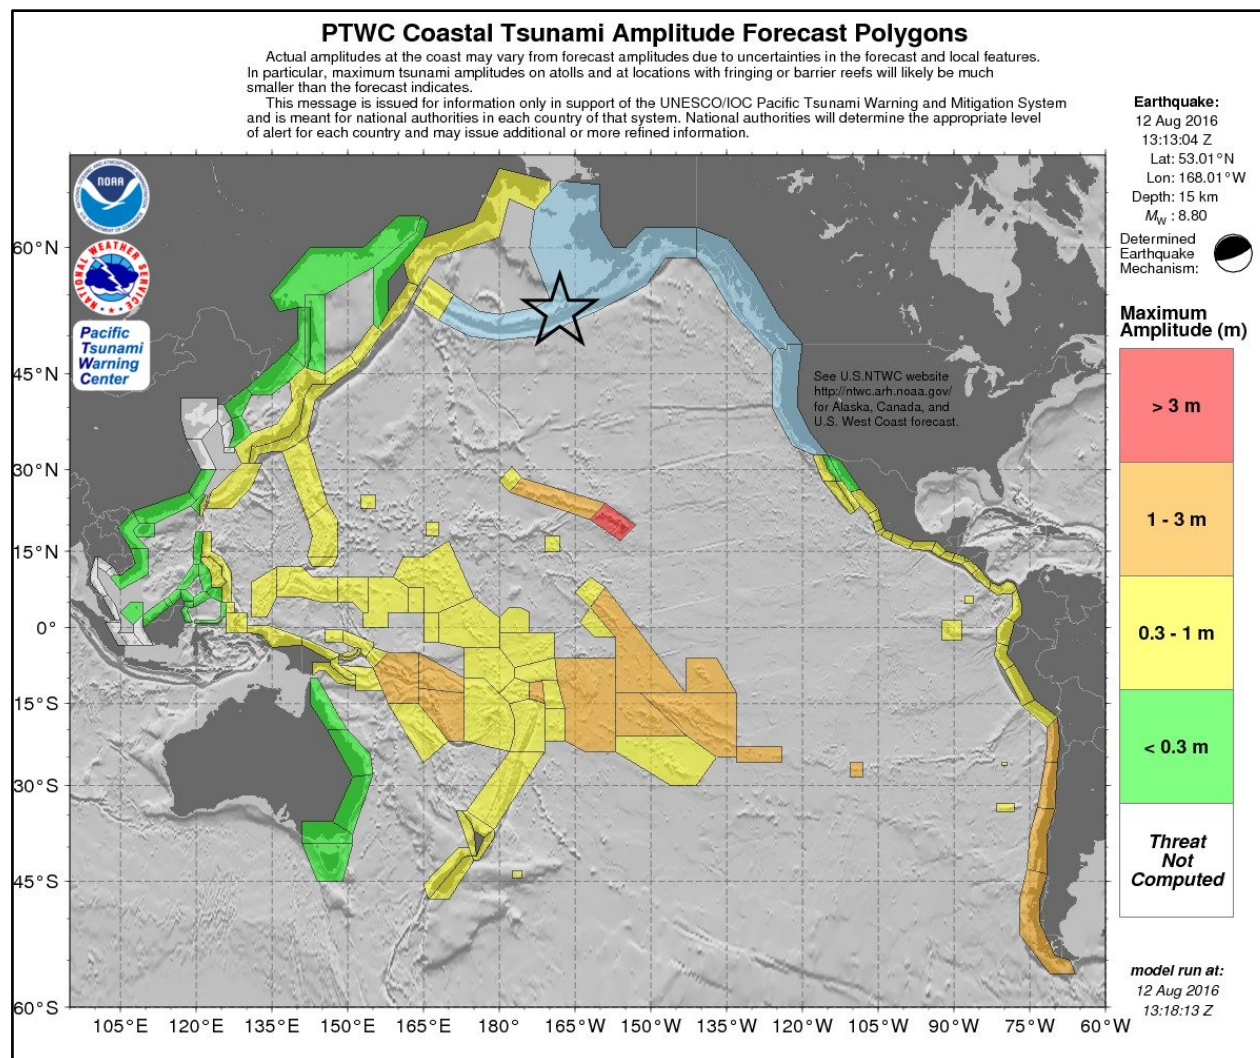 PTWC Coastal Tsunami Amplitude Forecast Polygons
Actual amplitudes at the coast may vary from forecast amplitudes due to uncertainties in the forecast and local features.
In particular, maximum tsunami amplitudes on atolls and at locations with fringing or barrier reefs will likely be much
smaller than the forecast indicates.
This message is issued for information only in support of the UNESCO/IOC Pacific Tsunami Warning and Mitigation System
and is meant for national authorities in each country of that system. National authorities will determine the appropriate level
of alert for each country and may issue additional or more refined information.
Earthquake:
12 Aug 2016
13:13:04 Z
Lat: 53.01°N
Lon: 168.01°W
Depth: 15 km
Mw : 8.80
Determined
Earthquake
Mechanism:
Maximum
Amplitude (m)
> 3 m
1 - 3 m
0.3 - 1 m
< 0.3 m
Threat
Not
Computed
model run at:
12 Aug 2016
13:18:13 Z
NOAA
NATIONAL WEATHER SERVICE
Pacific
Tsunami
Warning
Center
See U.S.NTWC website
http://ntwc.arh.noaa.gov/
for Alaska, Canada, and
U.S. West Coast forecast.
60°N
45°N
30°N
15°N
0°
15°S
30°S
45°S
60°S
105°E 120°E 135°E 150°E 165°E 180° 165°W 150°W 135°W 120°W 105°W 90°W 75°W 60°W